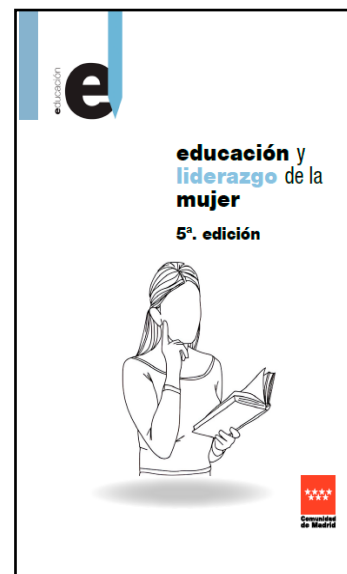 educación
e
educación y
liderazgo de la
mujer
5ª. edición
Comunidad
de Madrid